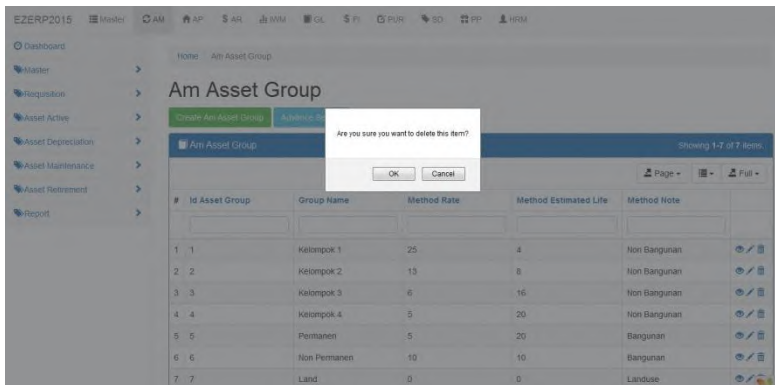 EZERP2015 Master AM AP $ AR WM GL $ FI PUR SD PP HRM
Dashboard
Master
Requisition
Asset Active
Asset Depreciation
Asset Maintenance
Asset Retirement
Report
Home Am Asset Group
Am Asset Group
Create Am Asset Group Advance
Are you sure you want to delete this item?
OK Cancel
Am Asset Group Showing 1-7 of 7 items.
Page Full
# Id Asset Group Group Name Method Rate Method Estimated Life Method Note
1 1 Kelompok 1 25 4 Non Bangunan
2 2 Kelompok 2 13 8 Non Bangunan
3 3 Kelompok 3 6 16 Non Bangunan
4 4 Kelompok 4 5 20 Non Bangunan
5 5 Permanen 5 20 Bangunan
6 6 Non Permanen 10 10 Bangunan
7 7 Land 0 0 Landuse